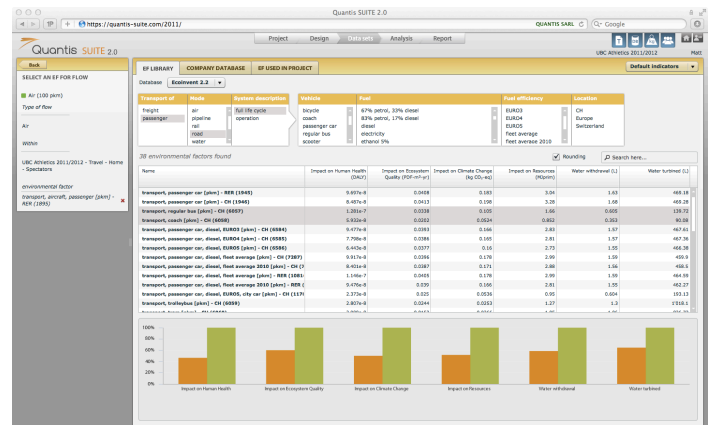 Quantis SUITE 2.0
https://quantis-suite.com/2011/
QUANTIS SARL
Google
Quantis SUITE 2.0
Project
Design
Data sets
Analysis
Report
UBC Athletics 2011/2012
Matt
Back
SELECT AN EF FOR FLOW
Air (100 pkm)
Type of flow
Air
Within
UBC Athletics 2011/2012 - Travel - Home
- Spectators
environmental factor
transport, aircraft, passenger [pkm] -
RER (1895)
EF LIBRARY
COMPANY DATABASE
EF USED IN PROJECT
Default indicators
Database
Ecoinvent 2.2
Transport of
freight
passenger
Mode
air
pipeline
rail
road
water
System description
full life cycle
operation
Vehicle
bicycle
coach
passenger car
regular bus
scooter
Fuel
67% petrol, 33% diesel
83% petrol, 17% diesel
diesel
electricity
ethanol 5%
Fuel efficiency
EURO3
EURO4
EURO5
fleet average
fleet average 2010
Location
CH
Europe
Switzerland
38 environmental factors found
Rounding
Search here...
Name Impact on Human Health (DALY) Impact on Ecosystem Quality (PDF·m²·yr) Impact on Climate Change (kg CO₂-eq) Impact on Resources (MJprim) Water withdrawal (L) Water turbined (L)
transport, passenger car [pkm] - RER (1945) 9.697e-8 0.0408 0.183 3.04 1.63 469.18
transport, passenger car [pkm] - CH (1946) 8.487e-8 0.0413 0.198 3.28 1.68 469.28
transport, regular bus [pkm] - CH (6057) 1.281e-7 0.0338 0.105 1.66 0.605 139.72
transport, coach [pkm] - CH (6058) 5.932e-8 0.0202 0.0524 0.852 0.353 90.08
transport, passenger car, diesel, EURO3 [pkm] - CH (6584) 9.477e-8 0.0393 0.166 2.83 1.57 467.61
transport, passenger car, diesel, EURO4 [pkm] - CH (6585) 7.798e-8 0.0386 0.165 2.81 1.57 467.36
transport, passenger car, diesel, EURO5 [pkm] - CH (6586) 6.443e-8 0.0377 0.16 2.73 1.55 466.38
transport, passenger car, diesel, fleet average [pkm] - CH (7287) 9.917e-8 0.0396 0.178 2.99 1.59 459.9
transport, passenger car, diesel, fleet average 2010 [pkm] - CH (7 8.401e-8 0.0387 0.171 2.88 1.56 458.5
transport, passenger car, diesel, fleet average [pkm] - RER (1081 1.146e-7 0.0405 0.178 2.99 1.55 464.59
transport, passenger car, diesel, fleet average 2010 [pkm] - RER ( 9.476e-8 0.039 0.166 2.81 1.55 462.27
transport, passenger car, diesel, EURO5, city car [pkm] - CH (117 2.373e-8 0.025 0.0536 0.95 0.604 193.13
transport, trolleybus [pkm] - CH (6059) 2.807e-8 0.0244 0.0253 1.27 1.3 1'018.1
100%
80%
60%
40%
20%
0%
Impact on Human Health
Impact on Ecosystem Quality
Impact on Climate Change
Impact on Resources
Water withdrawal
Water turbined